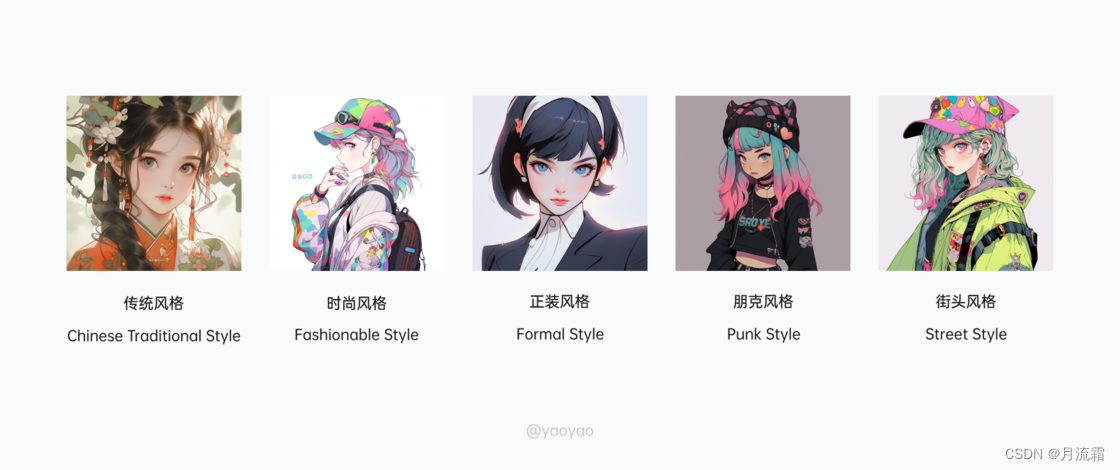 GOOD
传统风格
时尚风格
正装风格
朋克风格
街头风格
Chinese Traditional Style
Fashionable Style
Formal Style
Punk Style
Street Style
@yaoyao
CSDN @月流霜